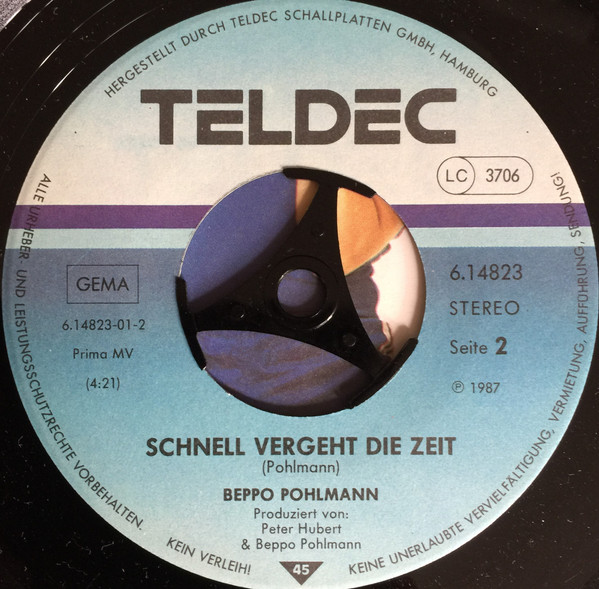 HERGESTELLT DURCH TELDEC SCHALLPLATTEN GMBH, HAMBURG
TELDEC
LC 3706
GEMA
6.14823-01-2
Prima MV
(4:21)
6.14823
STEREO
Seite 2
℗ 1987
SCHNELL VERGEHT DIE ZEIT
(Pohlmann)
BEPPO POHLMANN
Produziert von:
Peter Hubert
& Beppo Pohlmann
45
ALLE URHEBER- UND LEISTUNGSSCHUTZRECHTE VORBEHALTEN.
KEIN VERLEIH! KEINE UNERLAUBTE VERVIELFÄLTIGUNG, VERMIETUNG, AUFFÜHRUNG, SENDUNG!